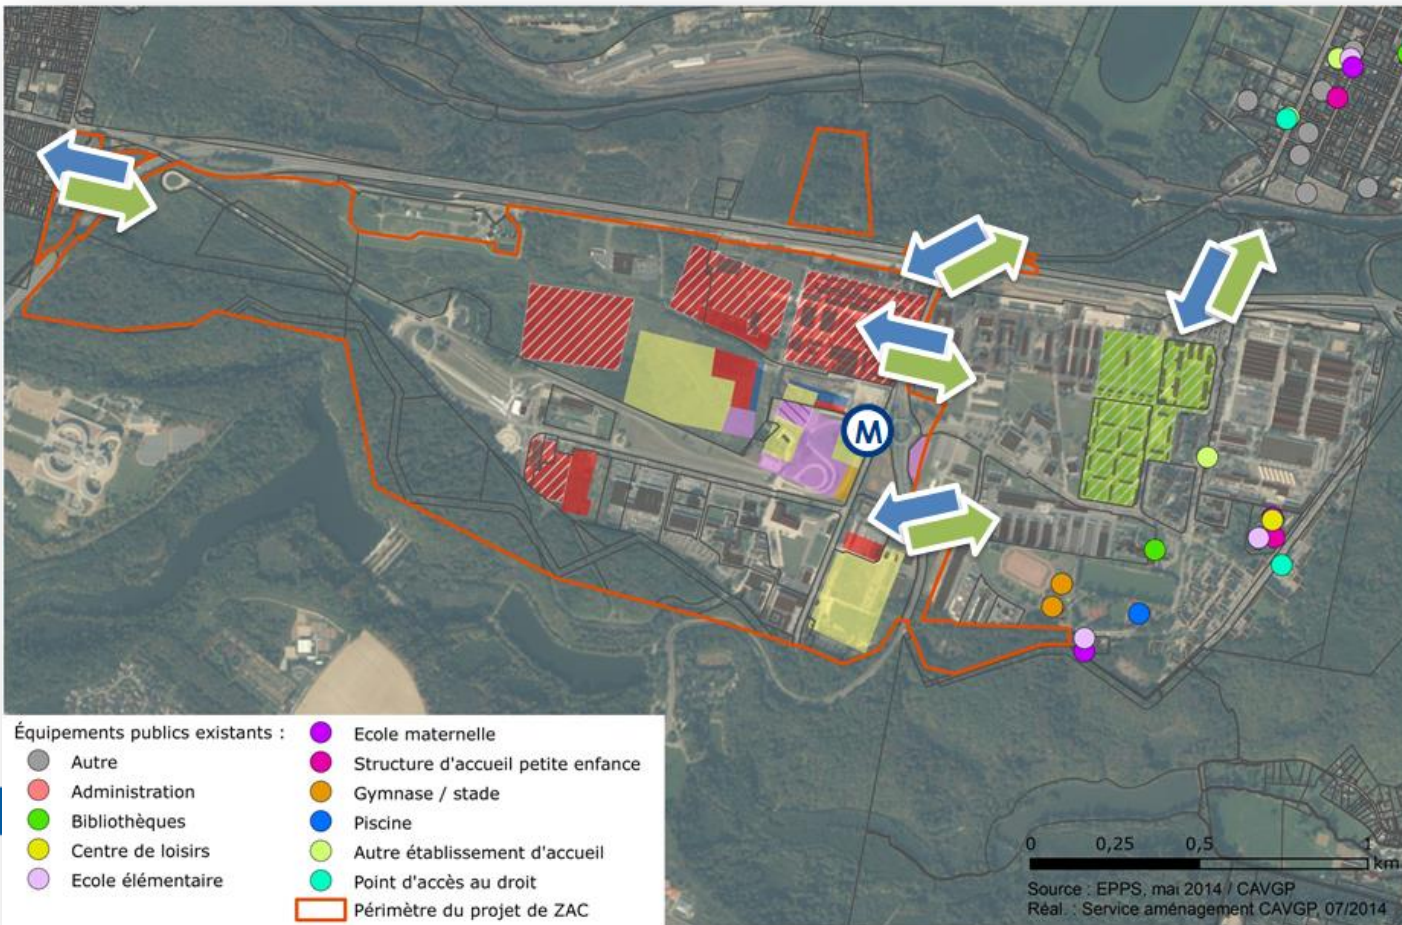 M
Équipements publics existants :
Autre
Administration
Bibliothèques
Centre de loisirs
Ecole élémentaire
Ecole maternelle
Structure d'accueil petite enfance
Gymnase / stade
Piscine
Autre établissement d'accueil
Point d'accès au droit
Périmètre du projet de ZAC
0 0,25 0,5 1
km
Source : EPPS, mai 2014 / CAVGP
Réal. : Service aménagement CAVGP, 07/2014